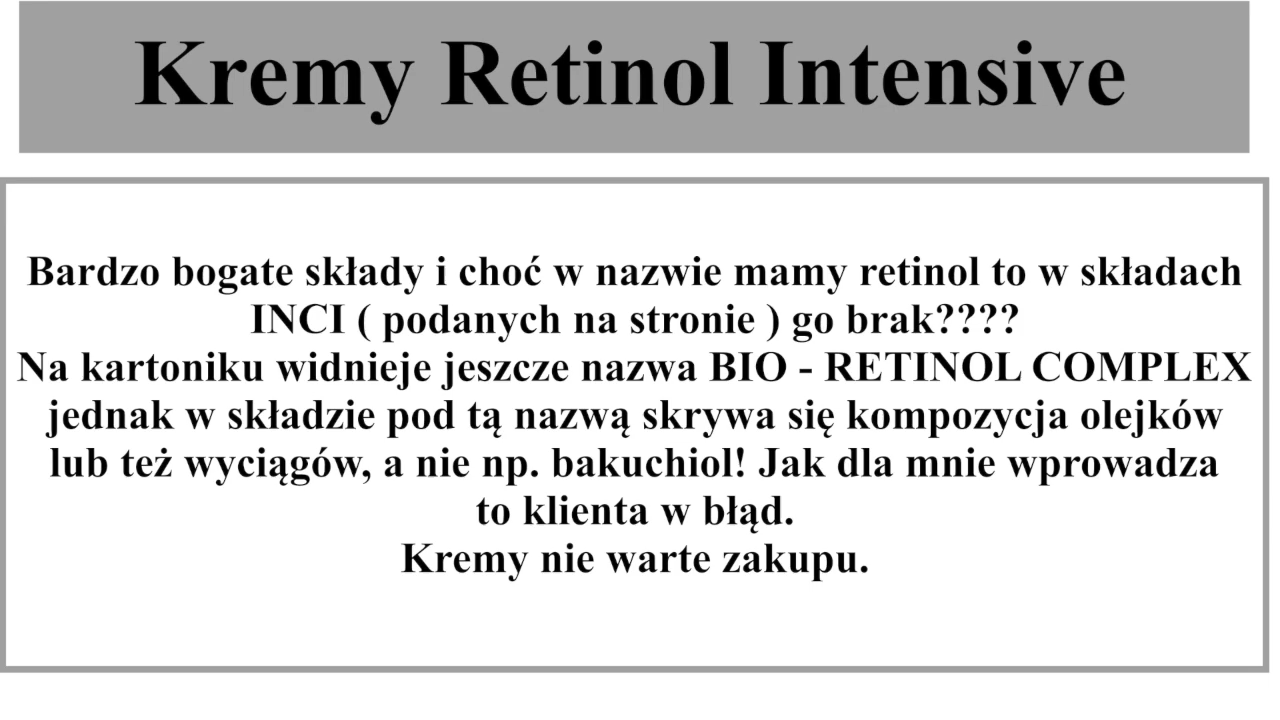 Kremy Retinol Intensive
Bardzo bogate składy i choć w nazwie mamy retinol to w składach
INCI ( podanych na stronie ) go brak????
Na kartoniku widnieje jeszcze nazwa BIO - RETINOL COMPLEX
jednak w składzie pod tą nazwą skrywa się kompozycja olejków
lub też wyciągów, a nie np. bakuchiol! Jak dla mnie wprowadza
to klienta w błąd.
Kremy nie warte zakupu.